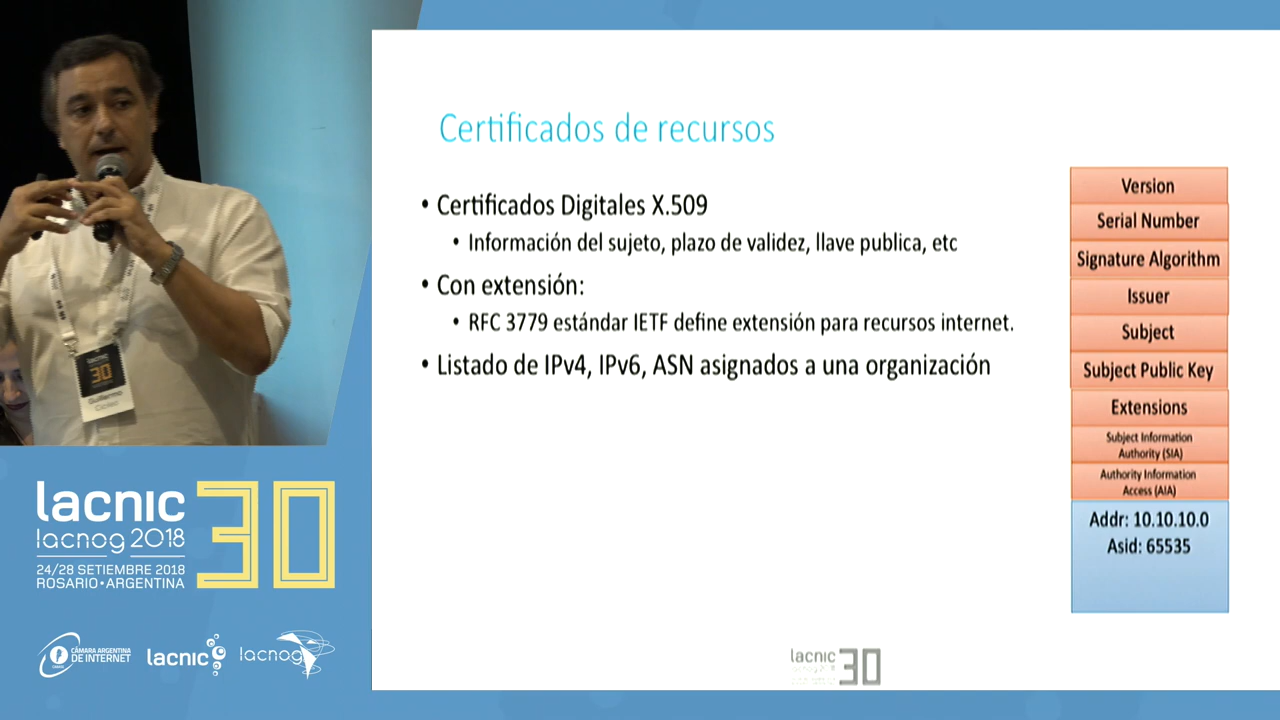 Certificados de recursos
• Certificados Digitales X.509
• Información del sujeto, plazo de validez, llave publica, etc
• Con extensión:
• RFC 3779 estándar IETF define extensión para recursos internet.
• Listado de IPv4, IPv6, ASN asignados a una organización
Version
Serial Number
Signature Algorithm
Issuer
Subject
Subject Public Key
Extensions
Subject Information
Authority (SIA)
Authority Information
Access (AIA)
Addr: 10.10.10.0
Asid: 65535
lacnic
30
Guillermo
lacnic 30
lacnog 2018
24/28 SETIEMBRE 2018
ROSARIO•ARGENTINA
CÁMARA ARGENTINA
DE INTERNET
lacnic
lacnog
lacnic 30